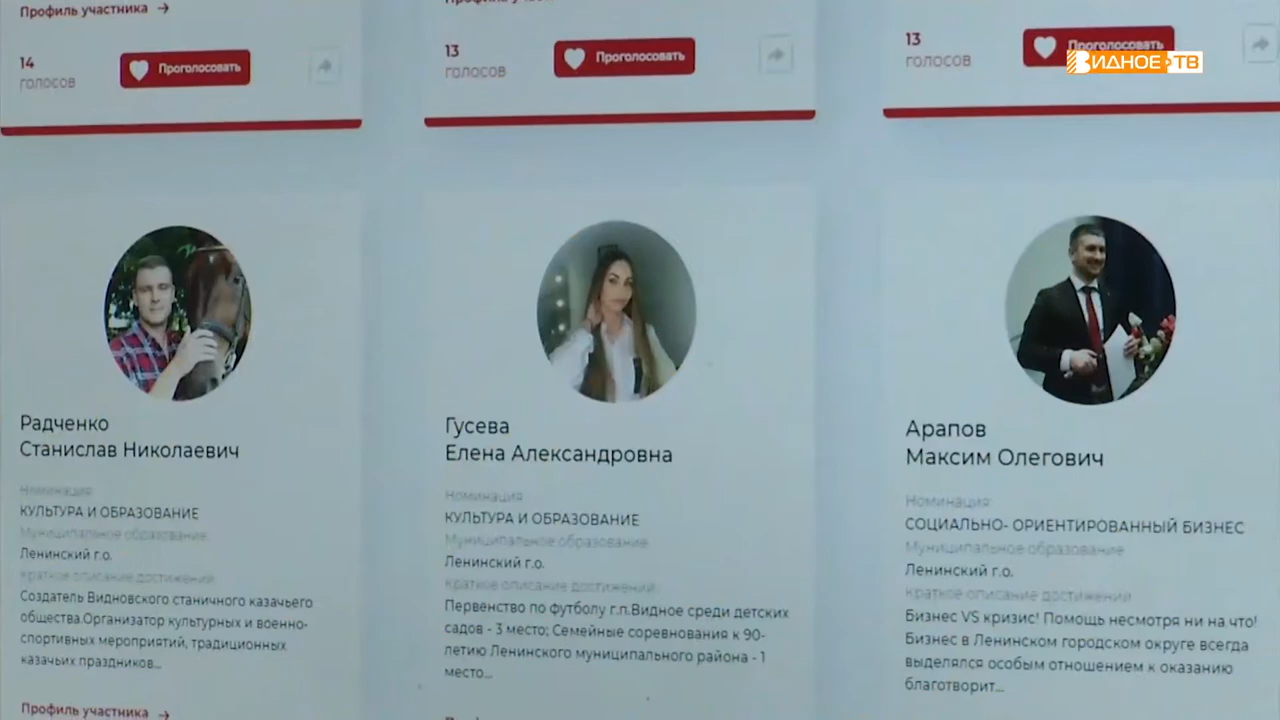 Профиль участника →
14
голосов
Проголосовать
13
голосов
Проголосовать
13
голосов
Проголосовать
ВИДНОЕ ТВ
Радченко
Станислав Николаевич
Номинация
КУЛЬТУРА И ОБРАЗОВАНИЕ
Муниципальное образование
Ленинский г.о.
Краткое описание достижений
Создатель Видновского станичного казачьего
общества.Организатор культурных и военно-
спортивных мероприятий, традиционных
казачьих праздников...
Профиль участника →
Гусева
Елена Александровна
Номинация
КУЛЬТУРА И ОБРАЗОВАНИЕ
Муниципальное образование
Ленинский г.о.
Краткое описание достижений
Первенство по футболу г.п.Видное среди детских
садов - 3 место; Семейные соревнования к 90-
летию Ленинского муниципального района - 1
место...
Арапов
Максим Олегович
Номинация
СОЦИАЛЬНО- ОРИЕНТИРОВАННЫЙ БИЗНЕС
Муниципальное образование
Ленинский г.о.
Краткое описание достижений
Бизнес VS кризис! Помощь несмотря ни на что!
Бизнес в Ленинском городском округе всегда
выделялся особым отношением к оказанию
благотворит...